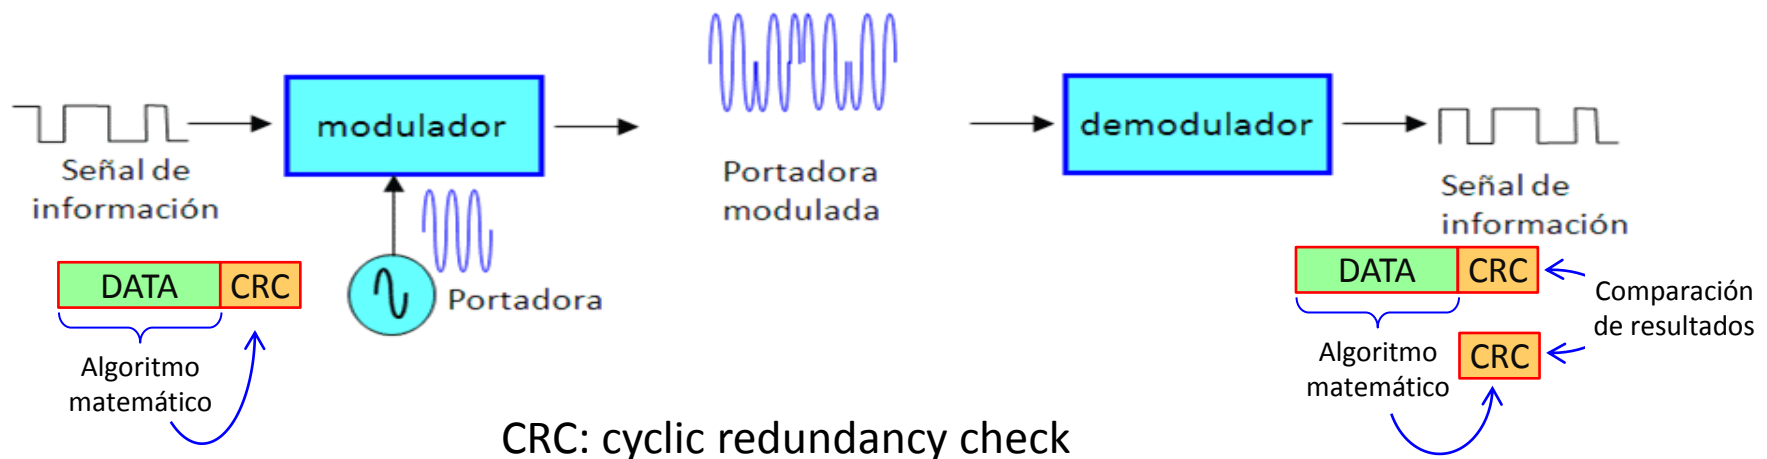 modulador
demodulador
Señal de
información
Portadora
modulada
Señal de
información
Portadora
DATA CRC
DATA CRC
Algoritmo
matemático
Comparación
de resultados
Algoritmo
matemático
CRC
CRC: cyclic redundancy check